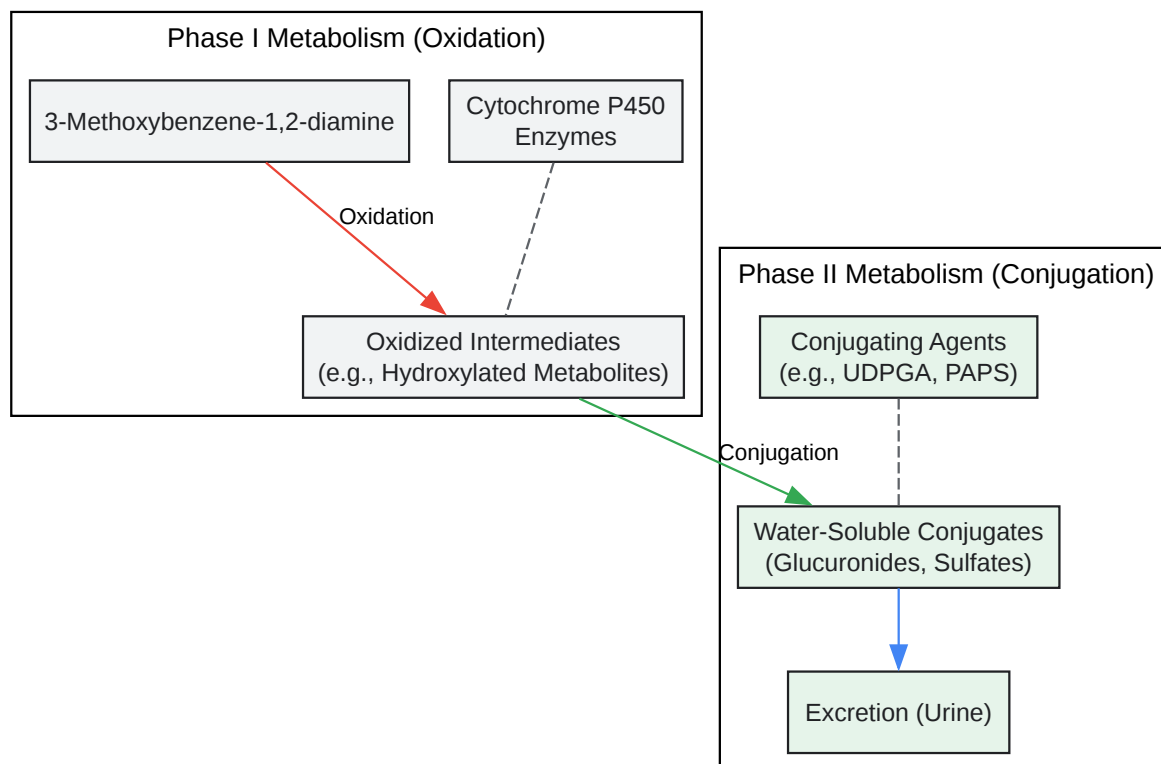 Phase I Metabolism (Oxidation)
3-Methoxybenzene-1,2-diamine
Cytochrome P450
Enzymes
Oxidation
Oxidized Intermediates
(e.g., Hydroxylated Metabolites)
Phase II Metabolism (Conjugation)
Conjugating Agents
(e.g., UDPGA, PAPS)
Conjugation
Water-Soluble Conjugates
(Glucuronides, Sulfates)
Excretion (Urine)